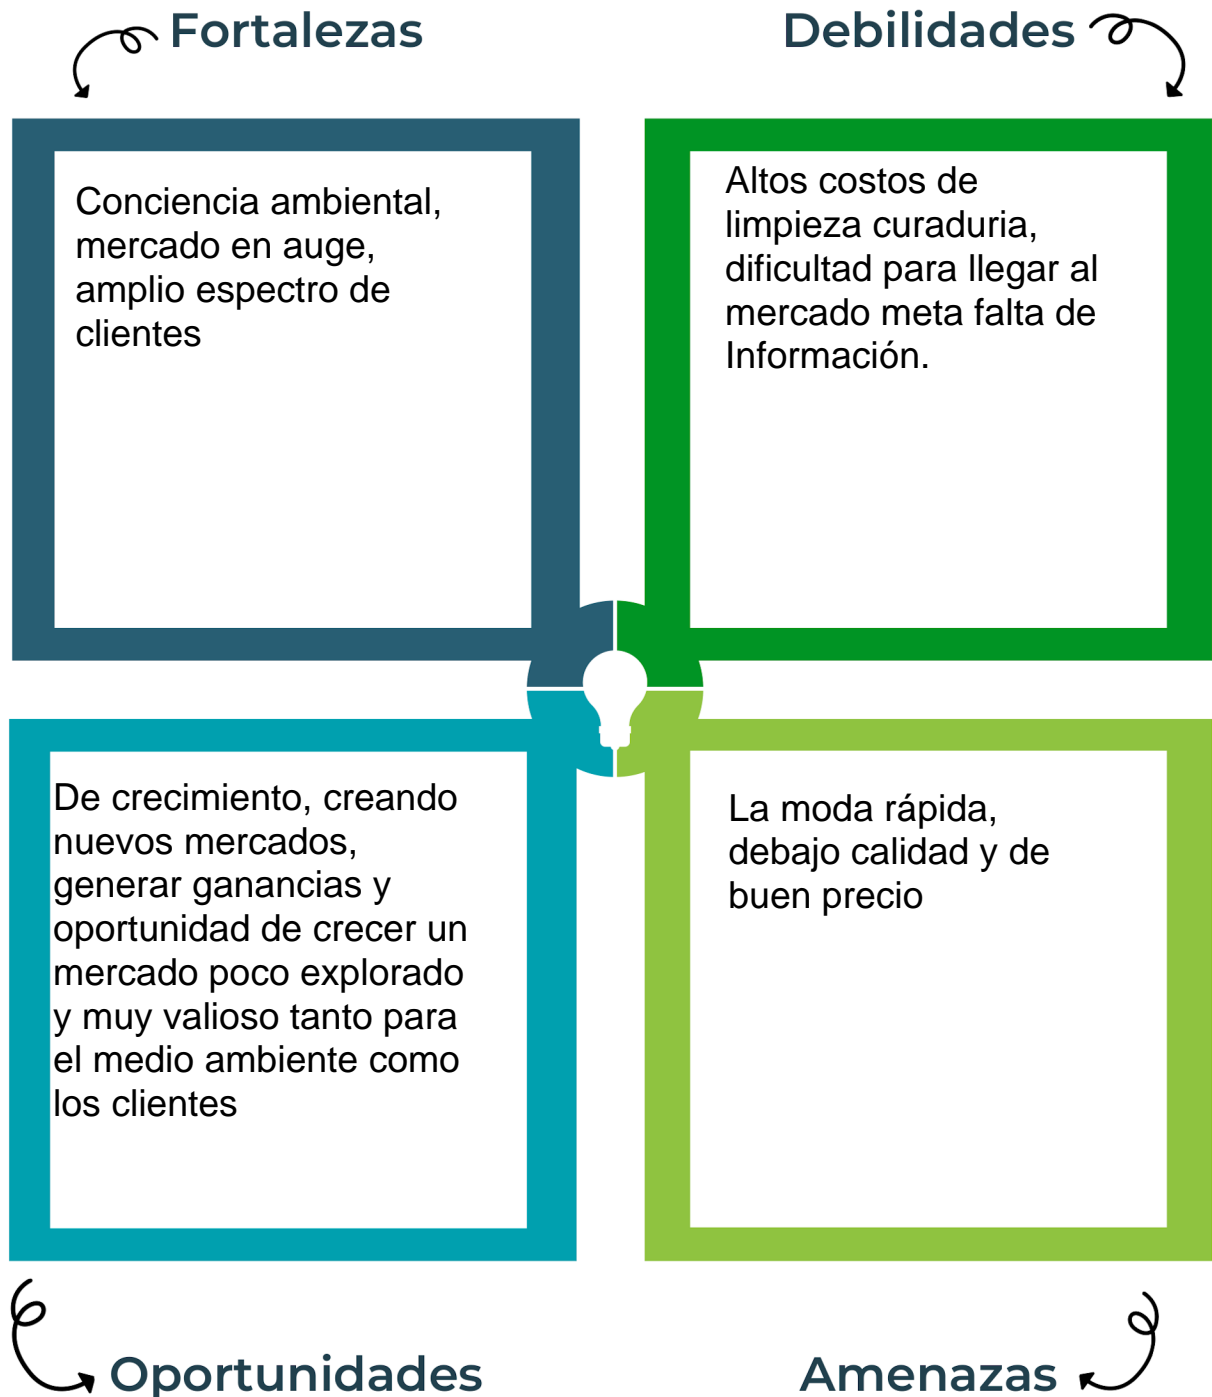 Fortalezas
Conciencia ambiental,
mercado en auge,
amplio espectro de
clientes
Debilidades
Altos costos de
limpieza curaduria,
dificultad para llegar al
mercado meta falta de
Información.
De crecimiento, creando
nuevos mercados,
generar ganancias y
oportunidad de crecer un
mercado poco explorado
y muy valioso tanto para
el medio ambiente como
los clientes
Oportunidades
La moda rápida,
debajo calidad y de
buen precio
Amenazas